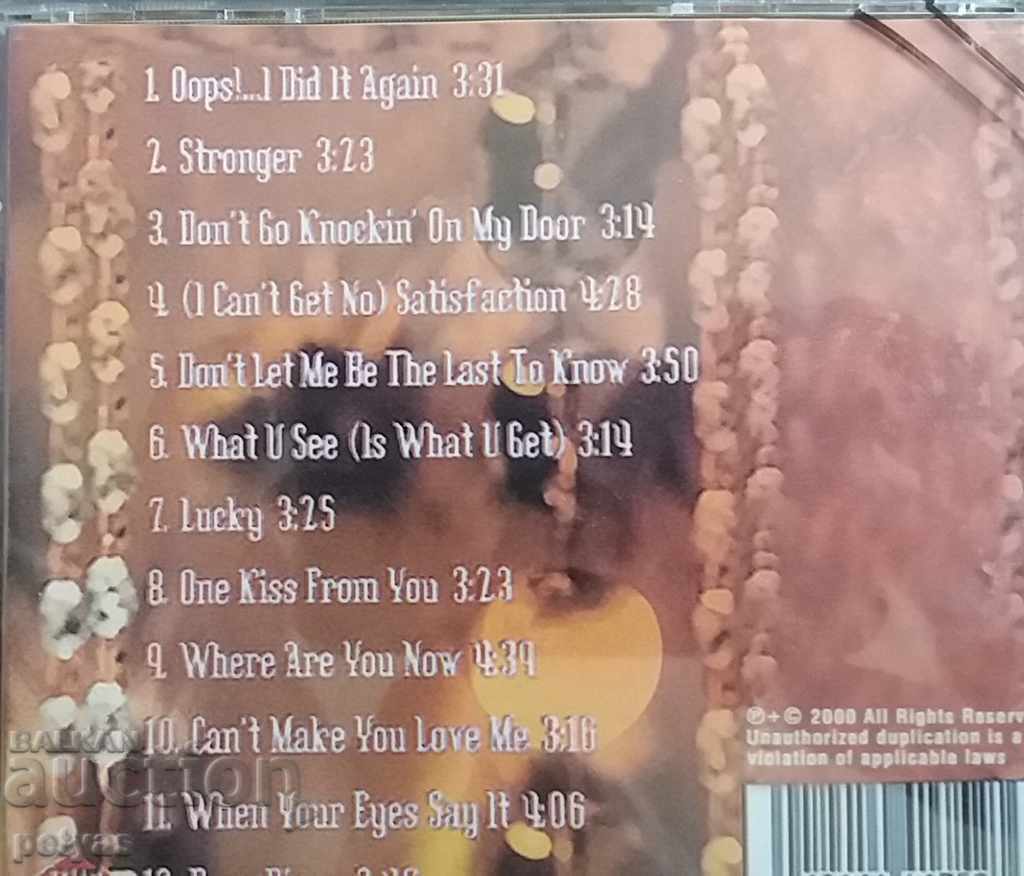 1. Oops!...I Did It Again 3:31
2. Stronger 3:23
3. Don't Go Knockin' On My Door 3:14
4. (I Can't Get No) Satisfaction 4:28
5. Don't Let Me Be The Last To Know 3:50
6. What U See (Is What U Get) 3:14
7. Lucky 3:25
8. One Kiss From You 3:23
9. Where Are You Now 4:39
10. Can't Make You Love Me 3:16
11. When Your Eyes Say It 4:06
12.
℗+© 2000 All Rights Reserv
Unauthorized duplication is a
violation of applicable laws
BALKAN
auction
polyas